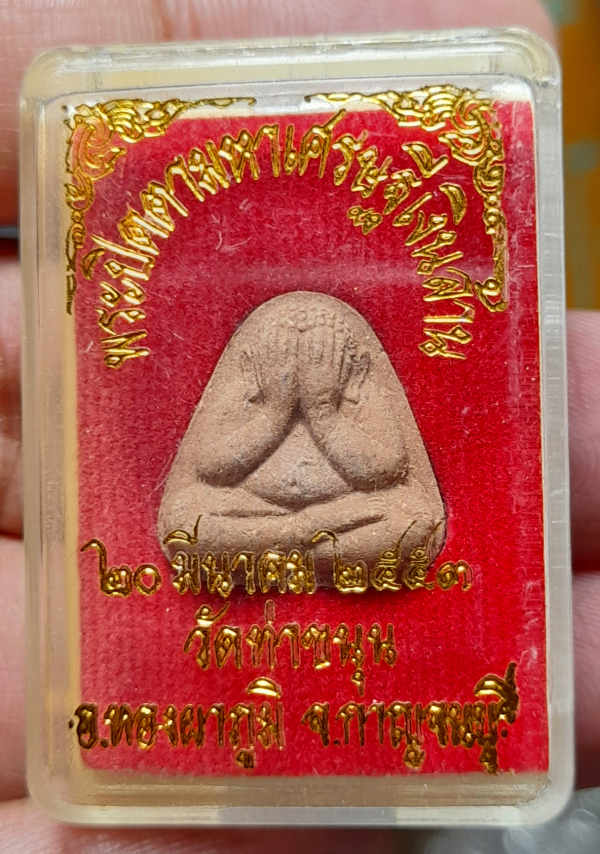 พระปิดตามหาเศรษฐีเงินล้าน
๒๐ มีนาคม ๒๕๕๓
วัดท่าขนุน
อ.ทองผาภูมิ จ.กาญจนบุรี